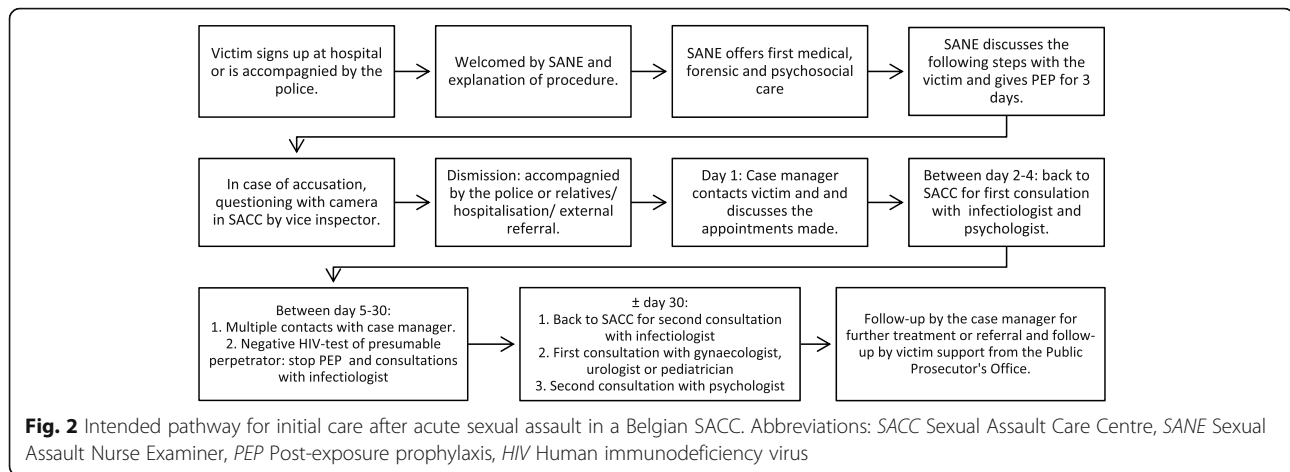 Victim signs up at hospital
or is accompagnied by the
police.
Welcomed by SANE and
explanation of procedure.
SANE offers first medical,
forensic and psychosocial
care
SANE discusses the
following steps with the
victim and gives PEP for 3
days.
In case of accusation,
questioning with camera
in SACC by vice inspector.
Dismission: accompagnied
by the police or relatives/
hospitalisation/ external
referral.
Day 1: Case manager
contacts victim and and
discusses the
appointments made.
Between day 2-4: back to
SACC for first consulation
with infectiologist and
psychologist.
Between day 5-30:
1. Multiple contacts with case manager.
2. Negative HIV-test of presumable
perpetrator: stop PEP and consultations
with infectiologist
± day 30:
1. Back to SACC for second consultation
with infectiologist
2. First consultation with gynaecologist,
urologist or pediatrician
3. Second consultation with psychologist
Follow-up by the case manager for
further treatment or referral and follow-
up by victim support from the Public
Prosecutor's Office.
Fig. 2 Intended pathway for initial care after acute sexual assault in a Belgian SACC. Abbreviations: SACC Sexual Assault Care Centre, SANE Sexual
Assault Nurse Examiner, PEP Post-exposure prophylaxis, HIV Human immunodeficiency virus